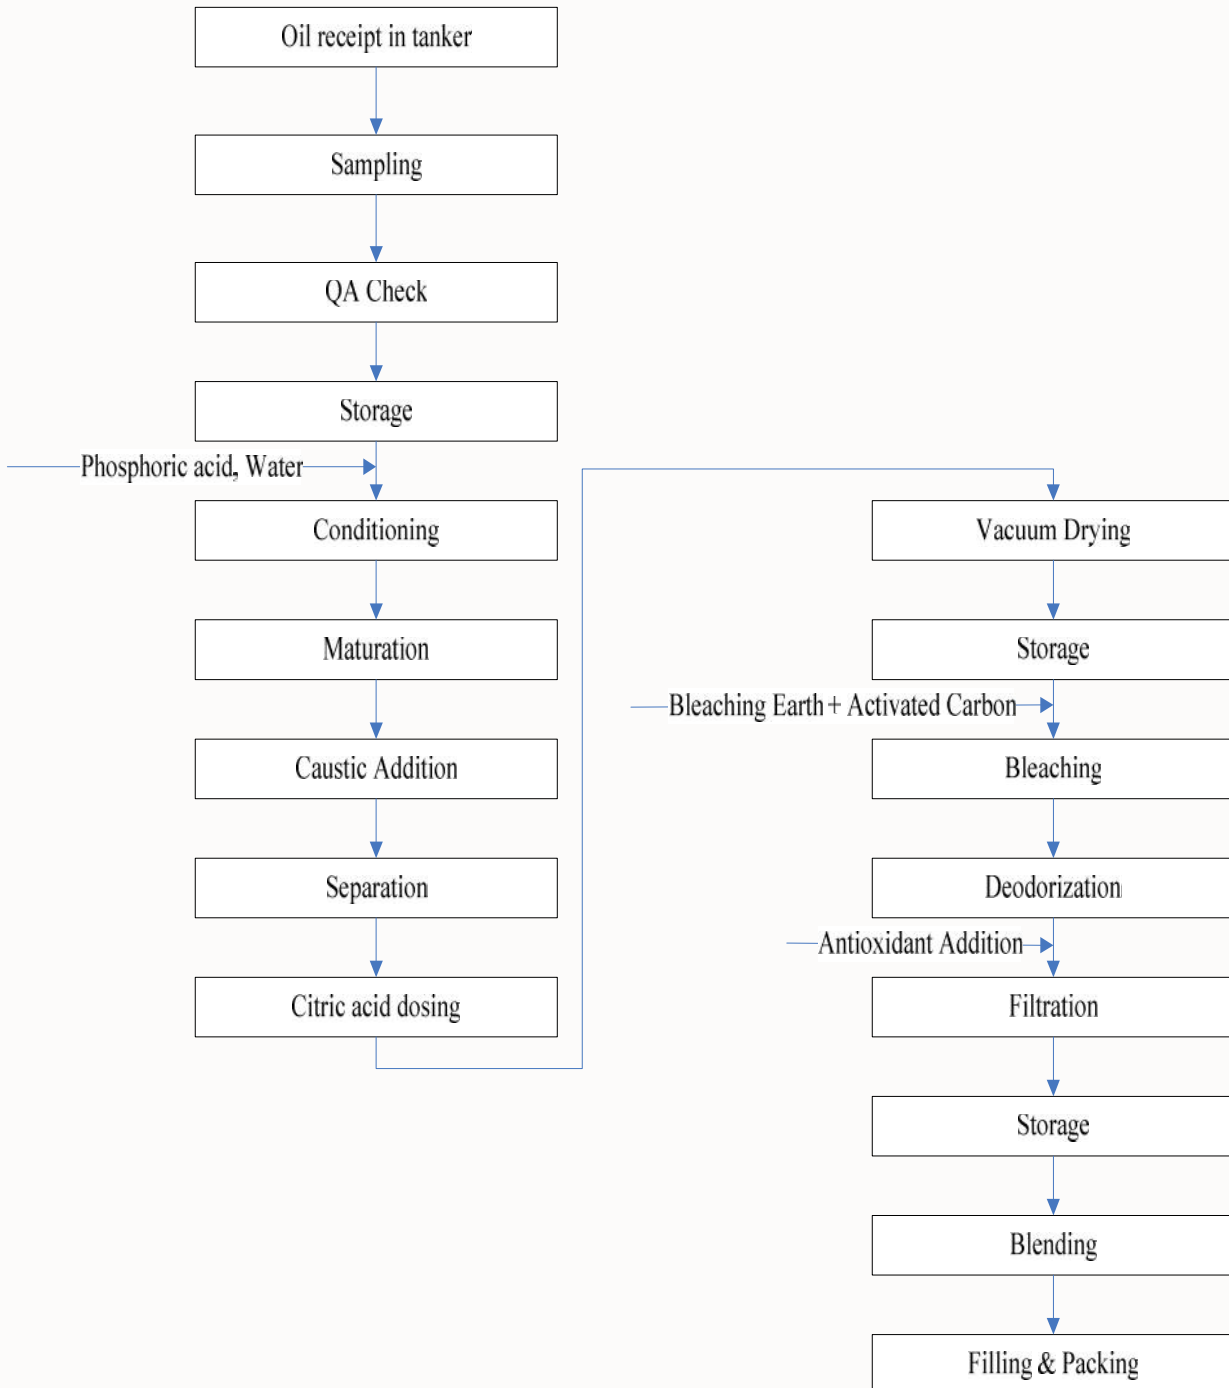 Oil receipt in tanker
Sampling
QA Check
Storage
Phosphoric acid, Water
Conditioning
Maturation
Caustic Addition
Separation
Citric acid dosing
Vacuum Drying
Storage
Bleaching Earth + Activated Carbon
Bleaching
Deodorization
Antioxidant Addition
Filtration
Storage
Blending
Filling & Packing